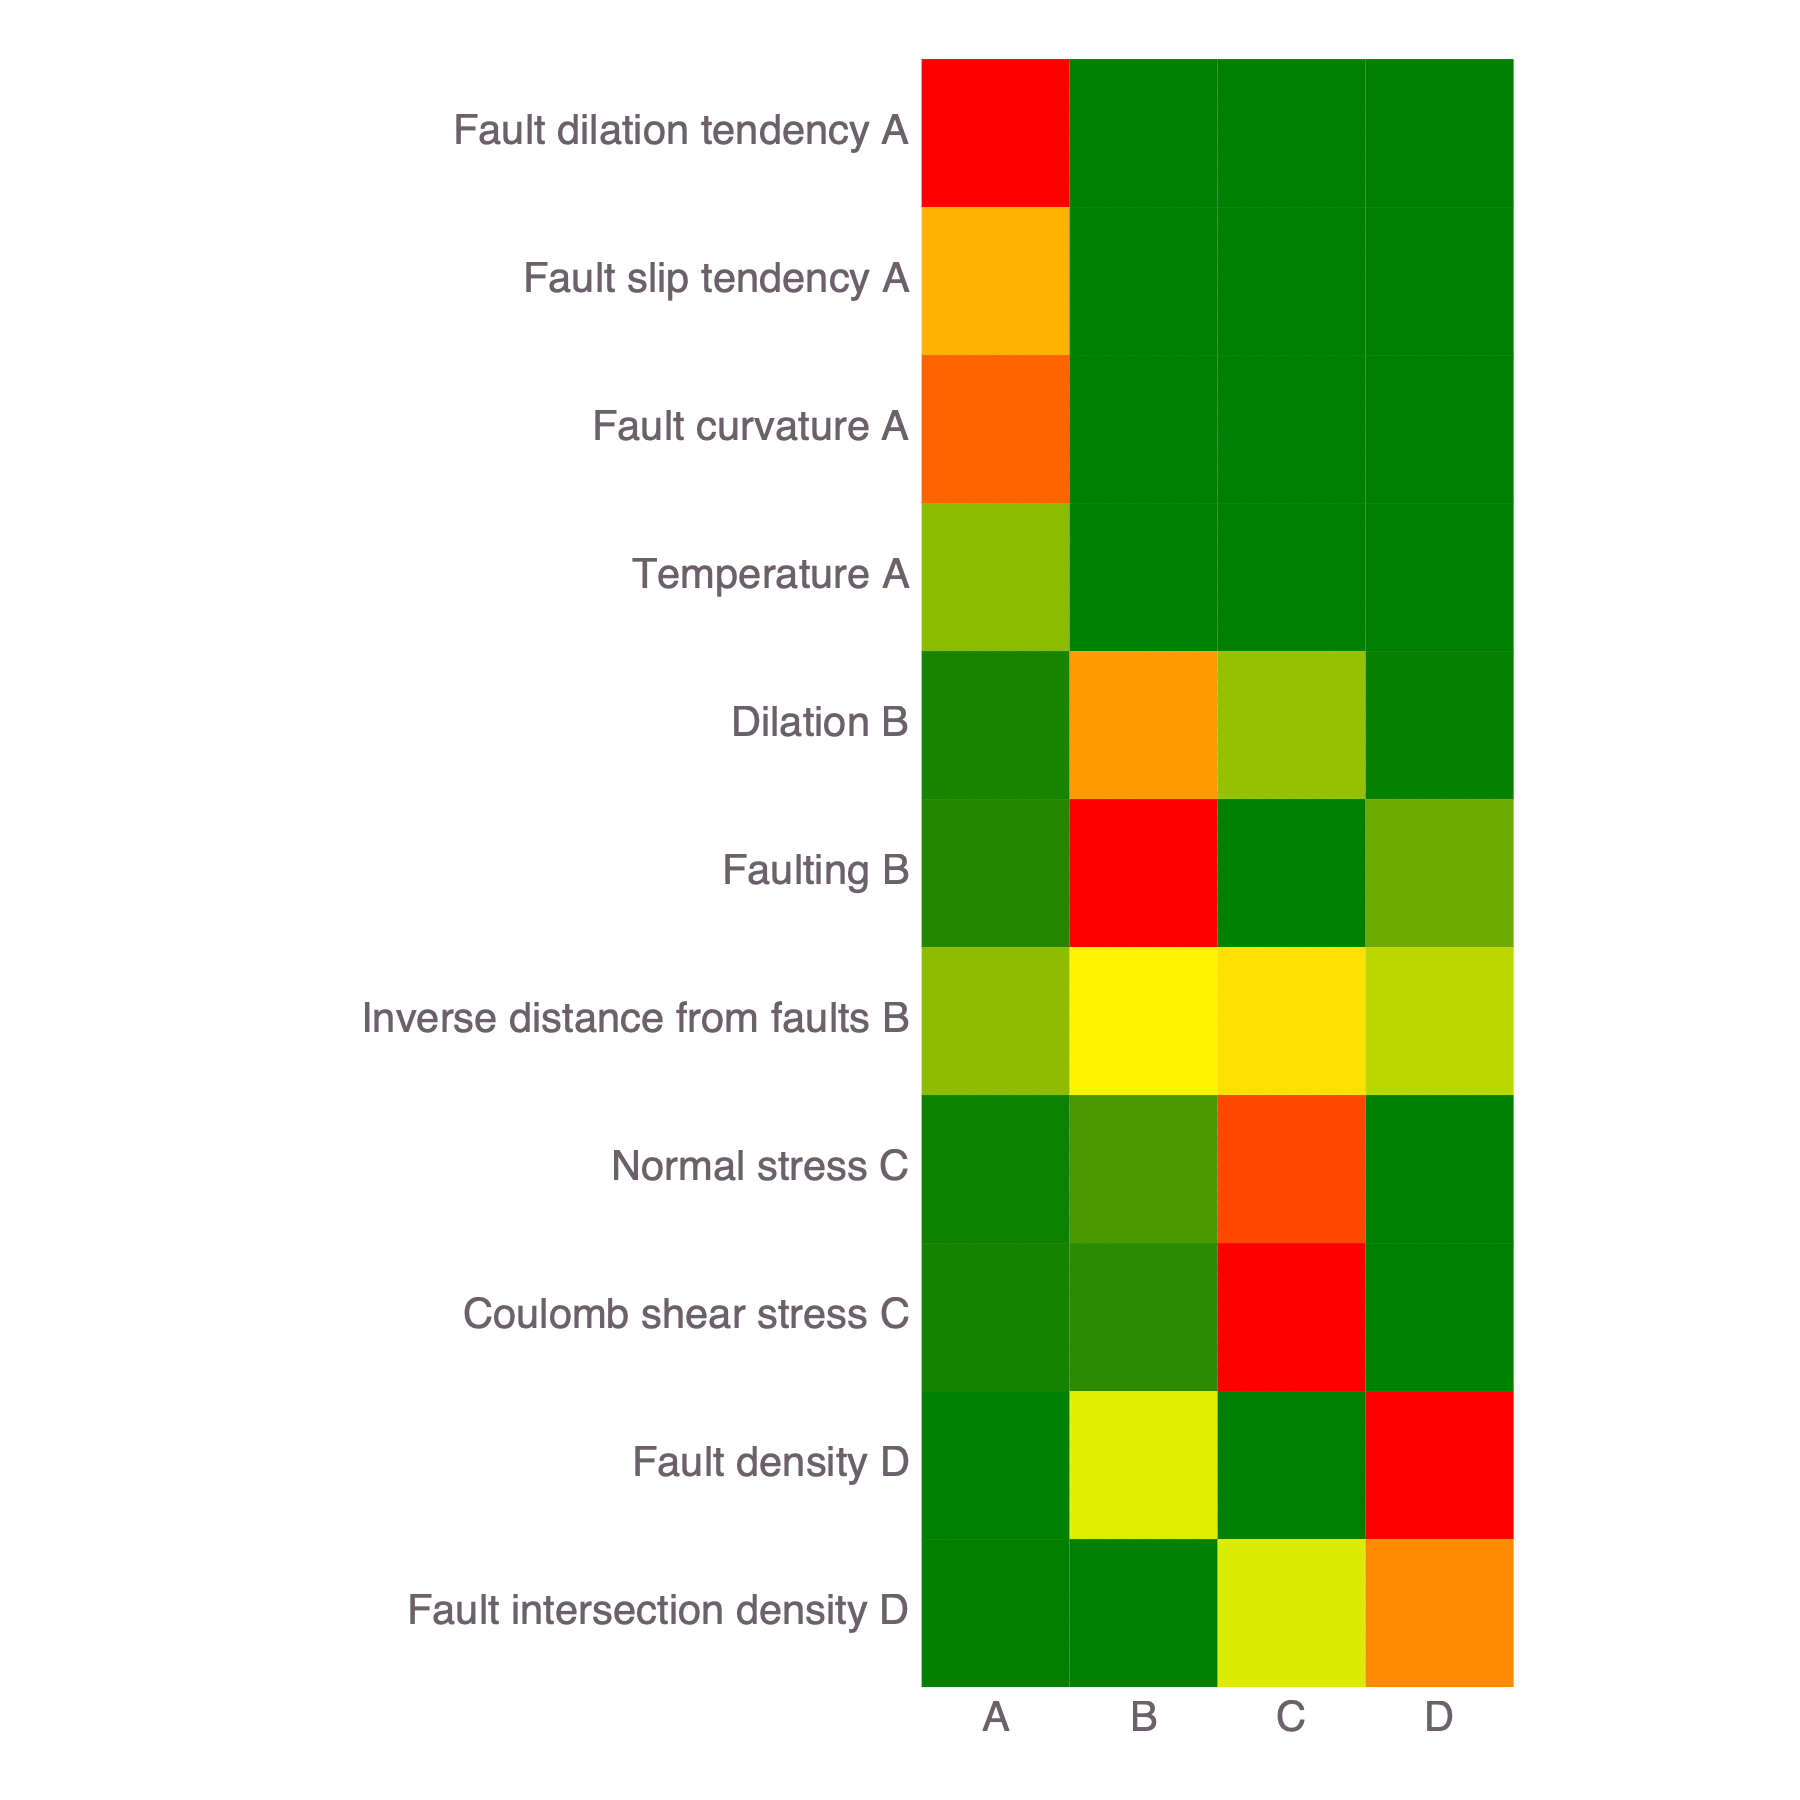 Fault dilation tendency A
Fault slip tendency A
Fault curvature A
Temperature A
Dilation B
Faulting B
Inverse distance from faults B
Normal stress C
Coulomb shear stress C
Fault density D
Fault intersection density D
A B C D